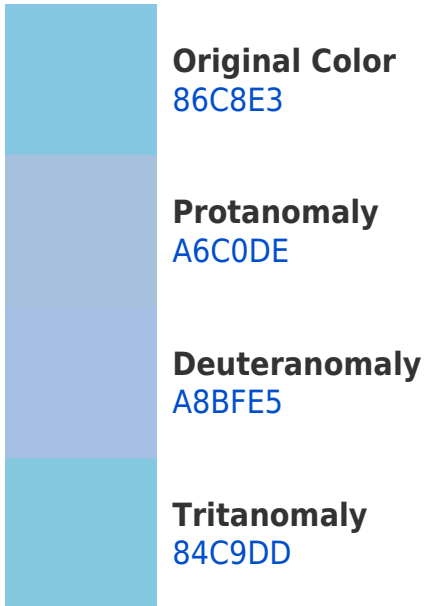 Original Color
86C8E3
Protanomaly
A6C0DE
Deuteranomaly
A8BFE5
Tritanomaly
84C9DD